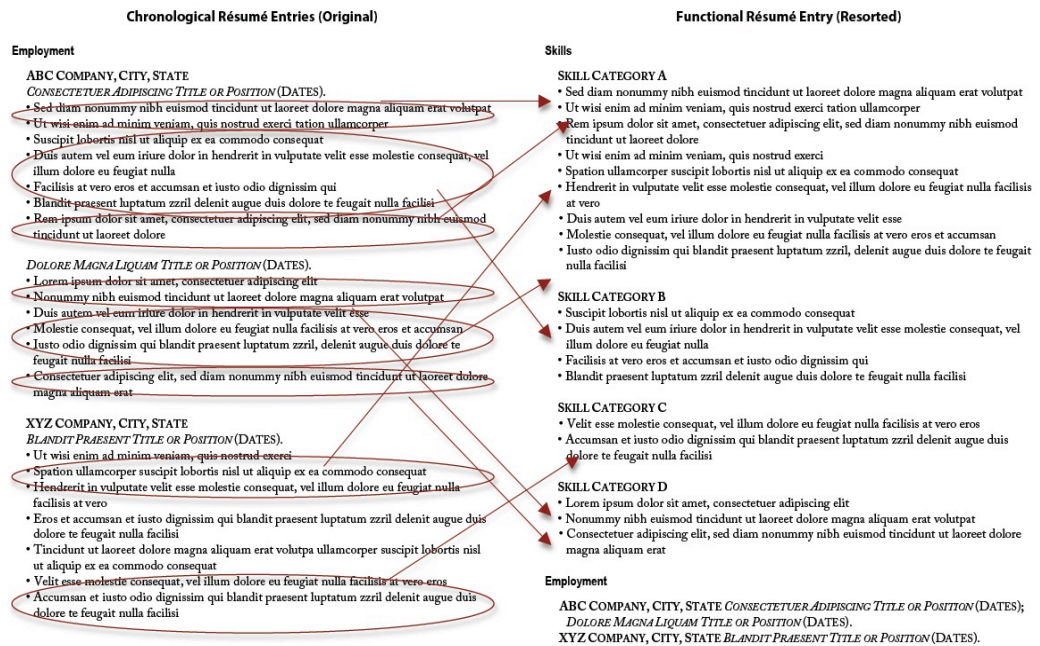 Chronological Résumé Entries (Original)
Employment
ABC COMPANY, CITY, STATE
CONSECTETUER ADIPISCING TITLE OR POSITION (DATES).
• Sed diam nonummy nibh euismod tincidunt ut laoreet dolore magna aliquam erat volutpat
• Ut wisi enim ad minim veniam, quis nostrud exerci tation ullamcorper
• Suscipit lobortis nisl ut aliquip ex ea commodo consequat
• Duis autem vel eum iriure dolor in hendrerit in vulputate velit esse molestie consequat, vel
illum dolore eu feugiat nulla
• Facilisis at vero eros et accumsan et iusto odio dignissim qui
• Blandit praesent luptatum zzril delenit augue duis dolore te feugait nulla facilisi
• Rem ipsum dolor sit amet, consectetuer adipiscing elit, sed diam nonummy nibh euismod
tincidunt ut laoreet dolore
DOLORE MAGNA LIQUAM TITLE OR POSITION (DATES).
• Lorem ipsum dolor sit amet, consectetuer adipiscing elit
• Nonummy nibh euismod tincidunt ut laoreet dolore magna aliquam erat volutpat
• Duis autem vel eum iriure dolor in hendrerit in vulputate velit esse
• Molestie consequat, vel illum dolore eu feugiat nulla facilisis at vero eros et accumsan
• Iusto odio dignissim qui blandit praesent luptatum zzril, delenit augue duis dolore te
feugait nulla facilisi
• Consectetuer adipiscing elit, sed diam nonummy nibh euismod tincidunt ut laoreet dolore
magna aliquam erat
XYZ COMPANY, CITY, STATE
BLANDIT PRAESENT TITLE OR POSITION (DATES).
• Ut wisi enim ad minim veniam, quis nostrud exerci
• Spation ullamcorper suscipit lobortis nisl ut aliquip ex ea commodo consequat
• Hendrerit in vulputate velit esse molestie consequat, vel illum dolore eu feugiat nulla
facilisis at vero
• Eros et accumsan et iusto dignissim qui blandit praesent luptatum zzril delenit augue duis
dolore te feugait nulla facilisi
• Tincidunt ut laoreet dolore magna aliquam erat volutpa ullamcorper suscipit lobortis nisl
ut aliquip ex ea commodo consequat
• Velit esse molestie consequat, vel illum dolore eu feugiat nulla facilisis at vero eros
• Accumsan et iusto odio dignissim qui blandit praesent luptatum zzril delenit augue duis
dolore te feugait nulla facilisi
Functional Résumé Entry (Resorted)
Skills
SKILL CATEGORY A
• Sed diam nonummy nibh euismod tincidunt ut laoreet dolore magna aliquam erat volutpat
• Ut wisi enim ad minim veniam, quis nostrud exerci tation ullamcorper
• Rem ipsum dolor sit amet, consectetuer adipiscing elit, sed diam nonummy nibh euismod
tincidunt ut laoreet dolore
• Ut wisi enim ad minim veniam, quis nostrud exerci
• Spation ullamcorper suscipit lobortis nisl ut aliquip ex ea commodo consequat
• Hendrerit in vulputate velit esse molestie consequat, vel illum dolore eu feugiat nulla facilisis
at vero
• Duis autem vel eum iriure dolor in hendrerit in vulputate velit esse
• Molestie consequat, vel illum dolore eu feugiat nulla facilisis at vero eros et accumsan
• Iusto odio dignissim qui blandit praesent luptatum zzril, delenit augue duis dolore te feugait
nulla facilisi
SKILL CATEGORY B
• Suscipit lobortis nisl ut aliquip ex ea commodo consequat
• Duis autem vel eum iriure dolor in hendrerit in vulputate velit esse molestie consequat, vel
illum dolore eu feugiat nulla
• Facilisis at vero eros et accumsan et iusto odio dignissim qui
• Blandit praesent luptatum zzril delenit augue duis dolore te feugait nulla facilisi
SKILL CATEGORY C
• Velit esse molestie consequat, vel illum dolore eu feugiat nulla facilisis at vero eros
• Accumsan et iusto odio dignissim qui blandit praesent luptatum zzril delenit augue duis
dolore te feugait nulla facilisi
SKILL CATEGORY D
• Lorem ipsum dolor sit amet, consectetuer adipiscing elit
• Nonummy nibh euismod tincidunt ut laoreet dolore magna aliquam erat volutpat
• Consectetuer adipiscing elit, sed diam nonummy nibh euismod tincidunt ut laoreet dolore
magna aliquam erat
Employment
ABC COMPANY, CITY, STATE CONSECTETUER ADIPISCING TITLE OR POSITION (DATES);
DOLORE MAGNA LIQUAM TITLE OR POSITION (DATES).
XYZ COMPANY, CITY, STATE BLANDIT PRAESENT TITLE OR POSITION (DATES).